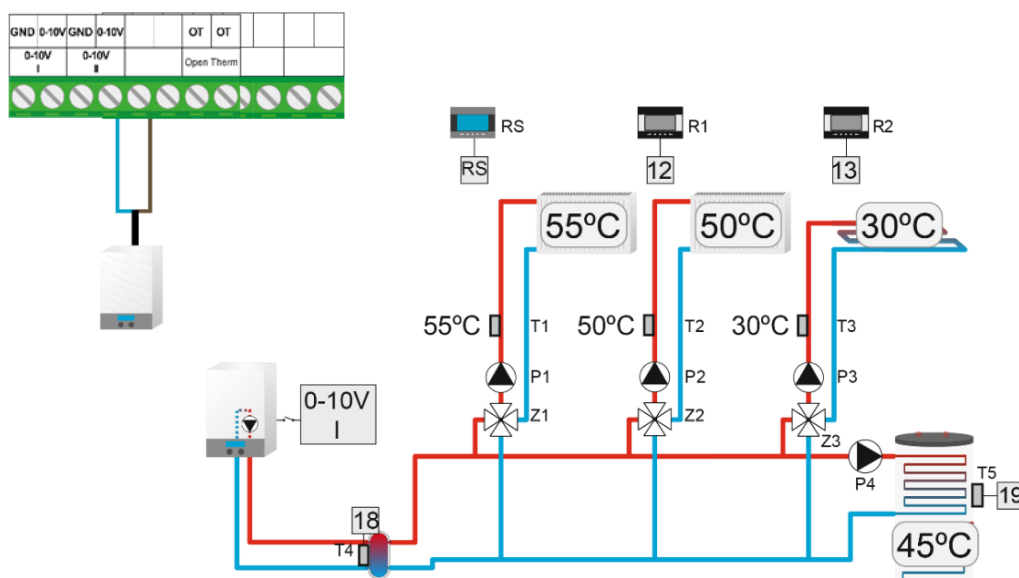 GND 0-10V GND 0-10V OT OT
0-10V 0-10V Open Therm
I II
RS R1 R2
RS 12 13
55ºC 50ºC 30ºC
55ºC T1 50ºC T2 30ºC T3
P1 P2 P3
0-10V
I
Z1 Z2 Z3
P4 T5
19
18
T4
45ºC